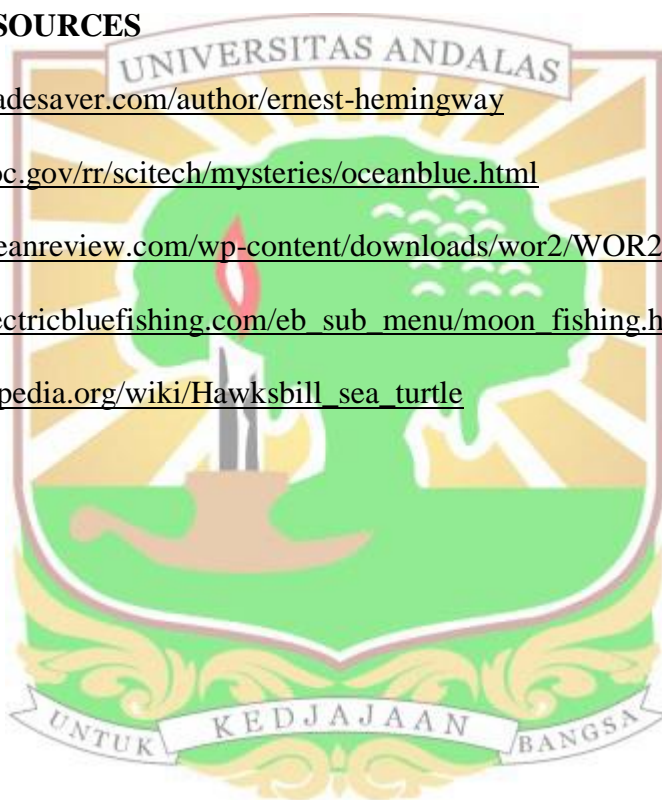 SOURCES
UNIVERSITAS ANDALAS
adesaver.com/author/ernest-hemingway
oc.gov/rr/scitech/mysteries/oceanblue.html
eanreview.com/wp-content/downloads/wor2/WOR2
ectricbluefishing.com/eb_sub_menu/moon_fishing.h
pedia.org/wiki/Hawksbill_sea_turtle
UNTUK KEDJAJAAN BANGSA